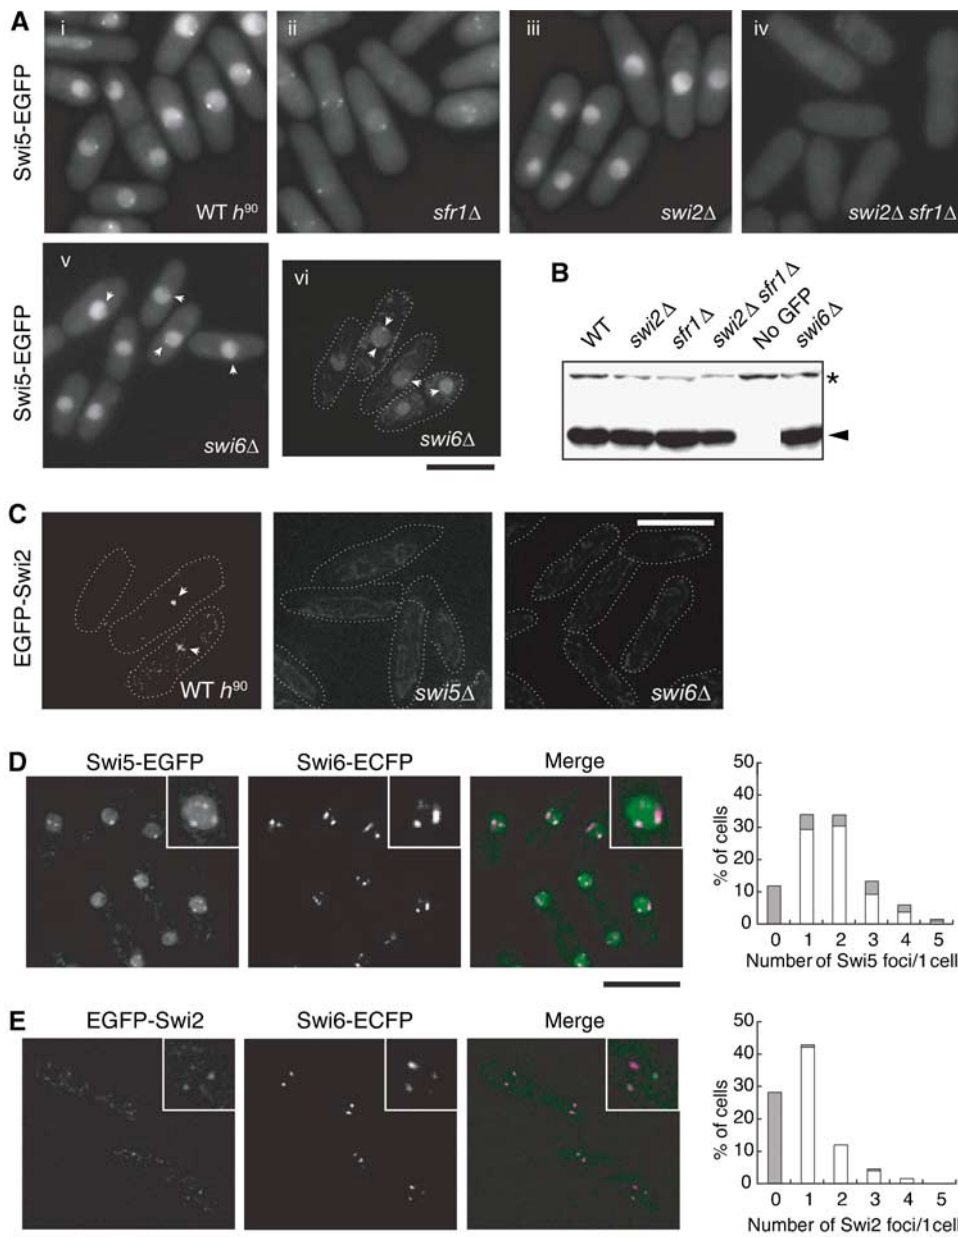 A
i
ii
iii
iv
Swi5-EGFP
WT h⁹⁰
sfr1Δ
swi2Δ
swi2Δ sfr1Δ
v
vi
Swi5-EGFP
swi6Δ
swi6Δ
B
WT
swi2Δ
sfr1Δ
swi2Δ sfr1Δ
No GFP
swi6Δ
*
C
EGFP-Swi2
WT h⁹⁰
swi5Δ
swi6Δ
D
Swi5-EGFP
Swi6-ECFP
Merge
% of cells
50
40
30
20
10
0
0 1 2 3 4 5
Number of Swi5 foci/1cell
E
EGFP-Swi2
Swi6-ECFP
Merge
% of cells
50
40
30
20
10
0
0 1 2 3 4 5
Number of Swi2 foci/1cell